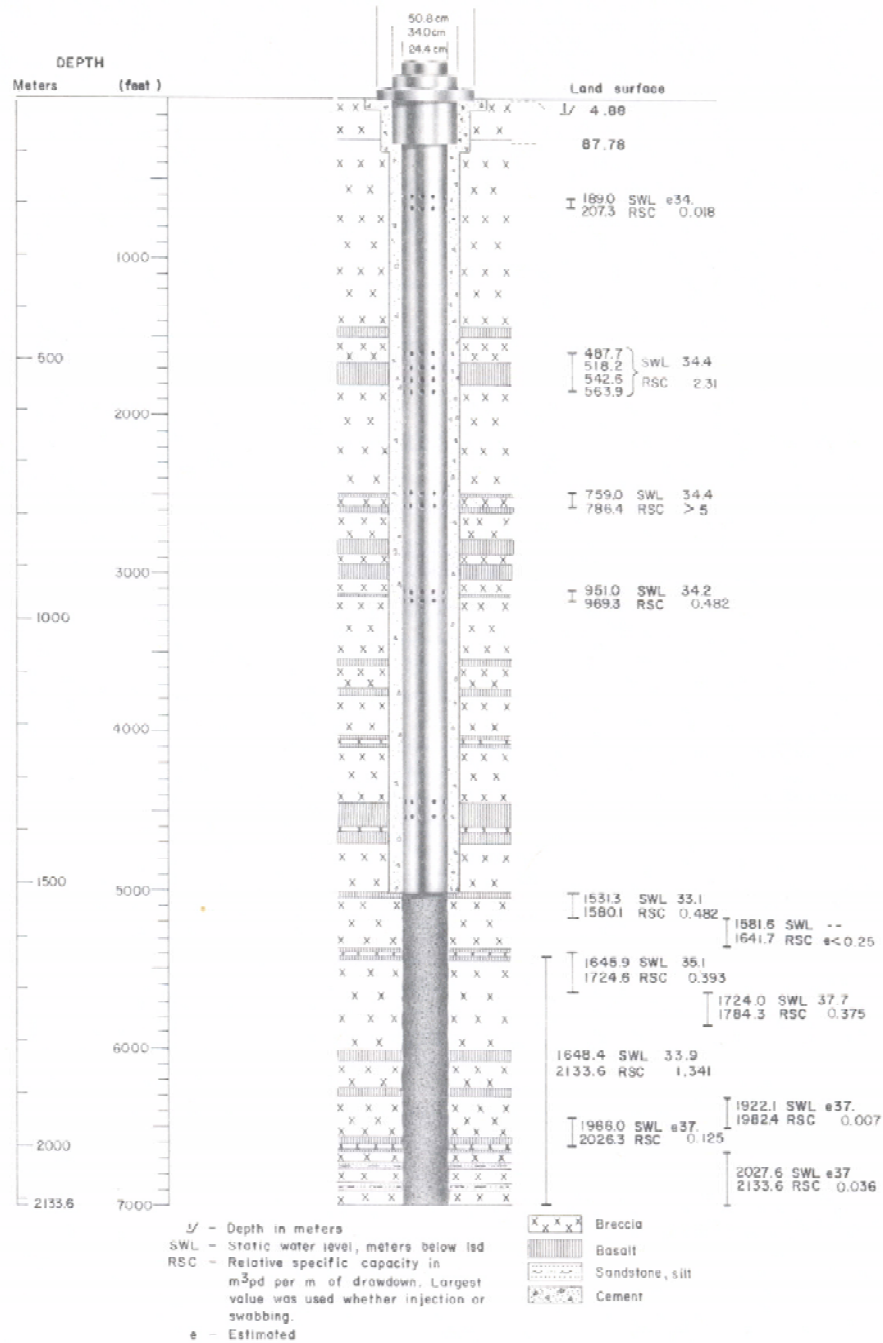 50.8 cm
34.0 cm
24.4 cm
DEPTH
Meters (feet)
Land surface
1/ 4.88
87.78
189.0 SWL e34.
207.3 RSC 0.018
1000
500
487.7
518.2 SWL 34.4
542.6 RSC 2.31
563.9
2000
759.0 SWL 34.4
786.4 RSC >5
3000
951.0 SWL 34.2
969.3 RSC 0.482
1000
4000
1500
5000
1531.3 SWL 33.1
1580.1 RSC 0.482
1581.6 SWL --
1641.7 RSC e<0.25
1648.9 SWL 35.1
1724.6 RSC 0.393
1724.0 SWL 37.7
1784.3 RSC 0.375
6000
1648.4 SWL 33.9
2133.6 RSC 1.341
1922.1 SWL e37.
1982.4 RSC 0.007
1966.0 SWL e37.
2026.3 RSC 0.125
2000
2027.6 SWL e37
2133.6 RSC 0.036
2133.6
7000
1/ - Depth in meters
SWL - Static water level, meters below lsd
RSC - Relative specific capacity in
m³pd per m of drawdown. Largest
value was used whether injection or
swabbing.
e - Estimated
Breccia
Basalt
Sandstone, silt
Cement